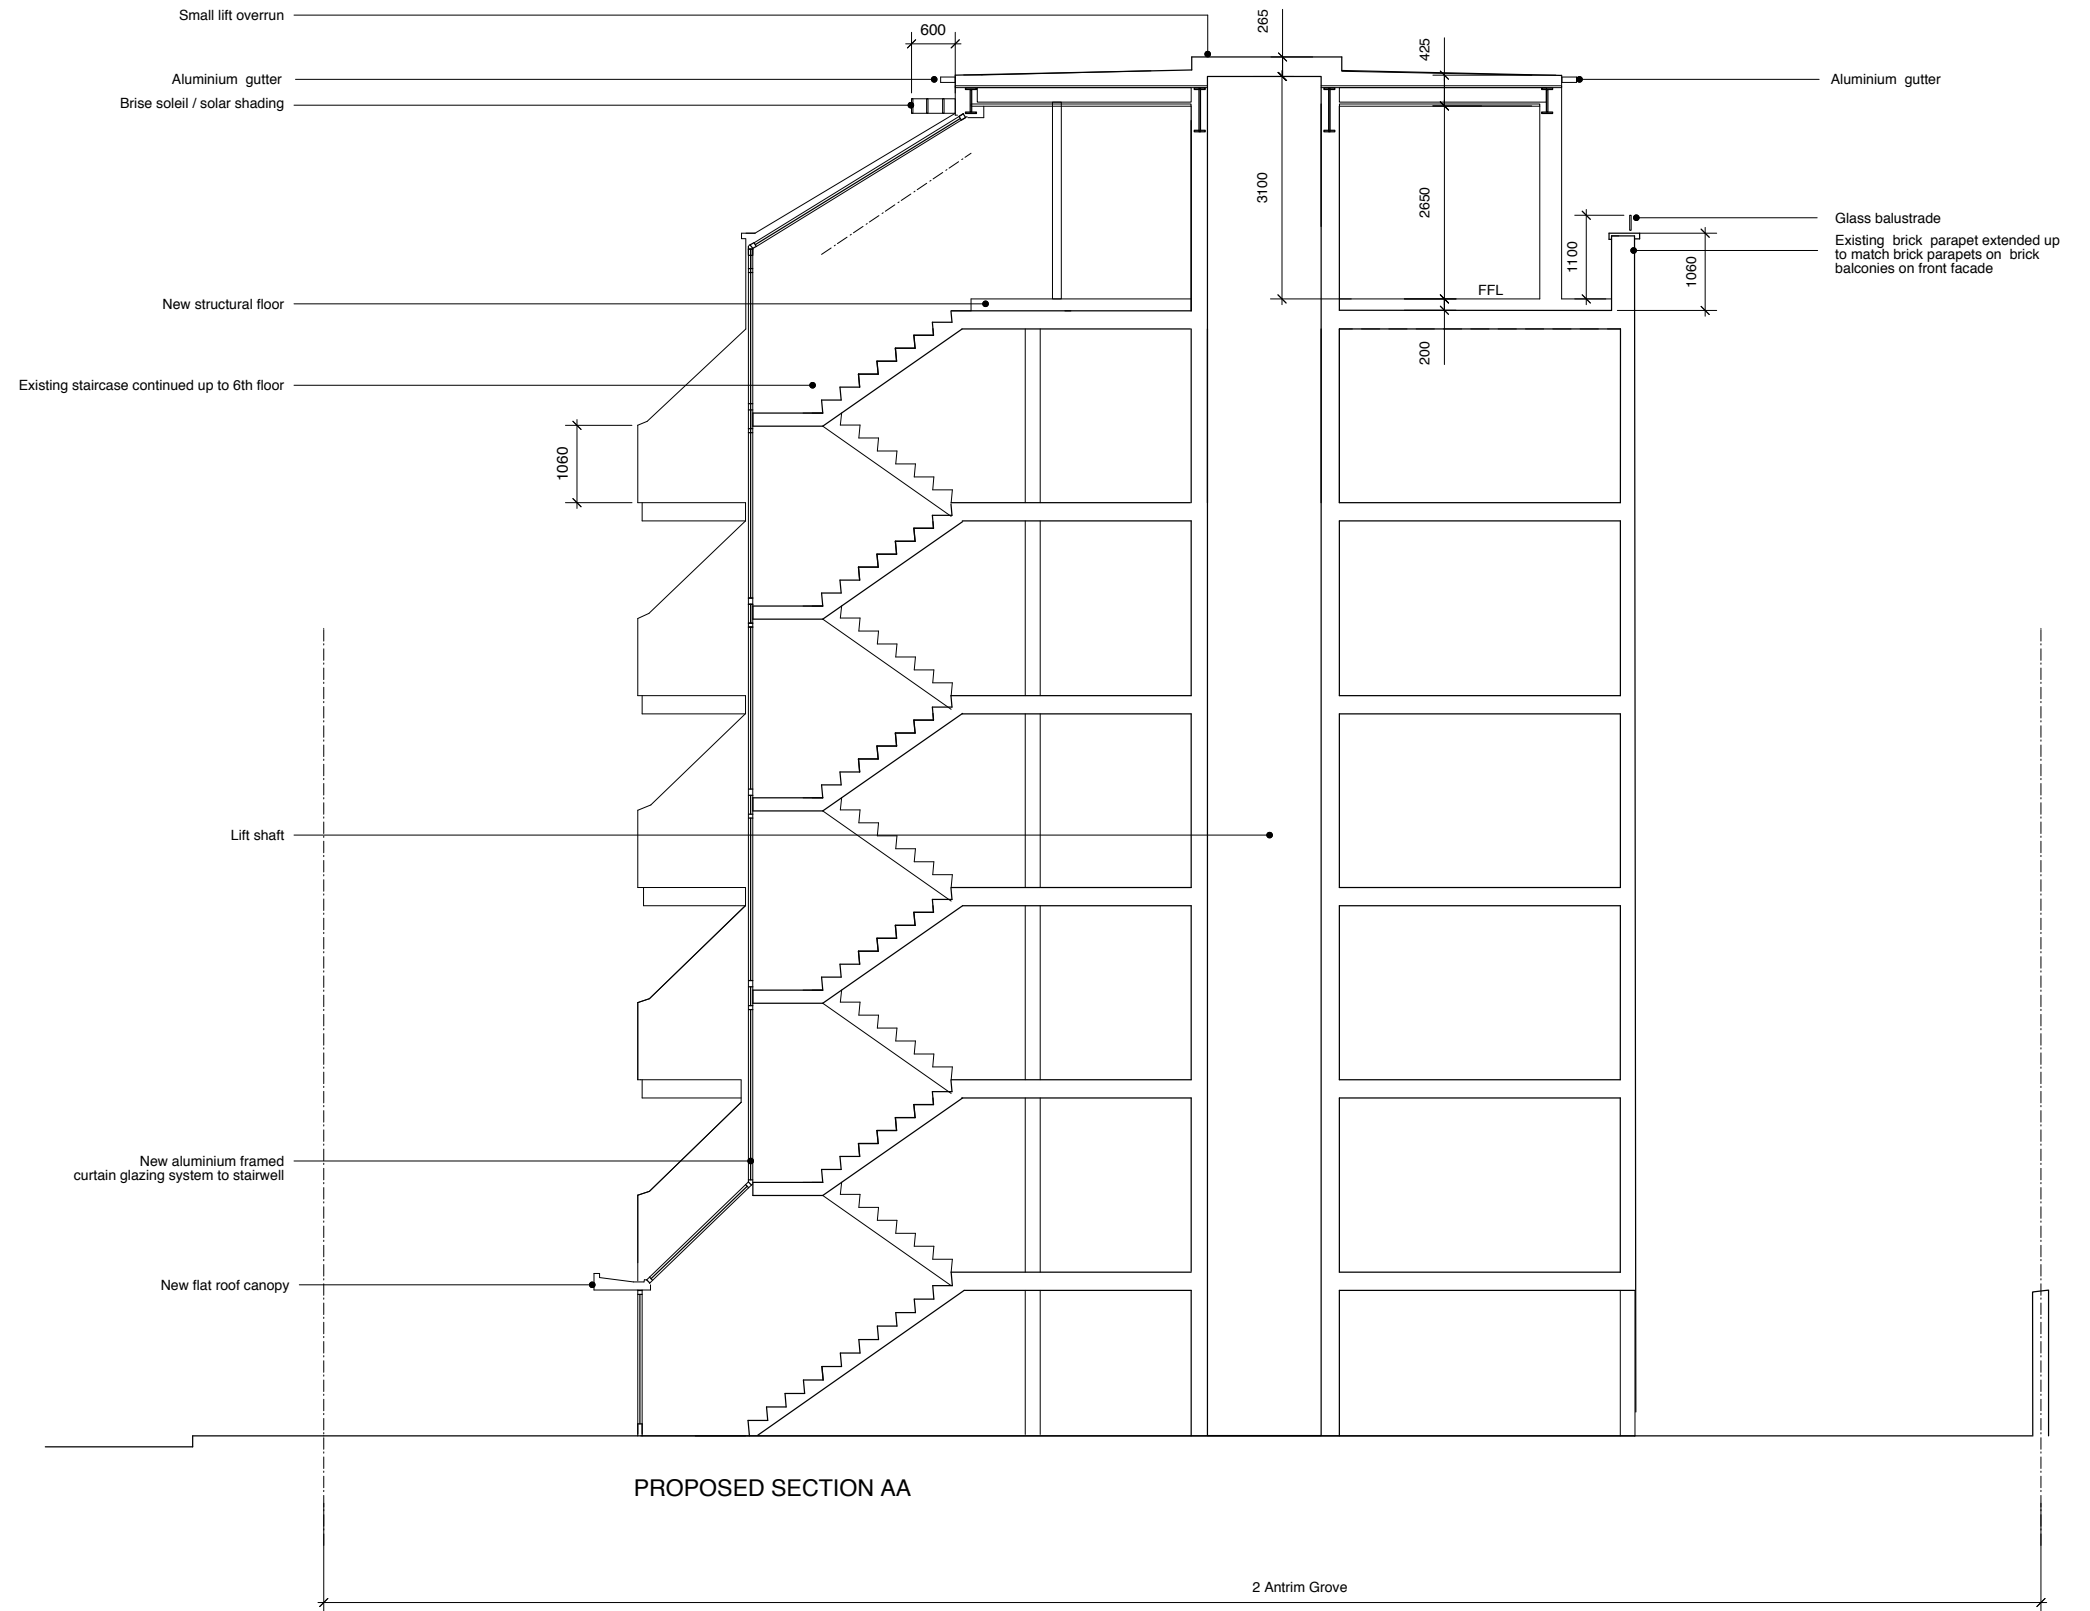 Small lift overrun
265
600
425
Aluminium gutter
Aluminium gutter
Brise soleil / solar shading
3100
2650
Glass balustrade
Existing brick parapet extended up
to match brick parapets on brick
balconies on front facade
1100
1060
FFL
New structural floor
200
Existing staircase continued up to 6th floor
1060
Lift shaft
New aluminium framed
curtain glazing system to stairwell
New flat roof canopy
PROPOSED SECTION AA
2 Antrim Grove